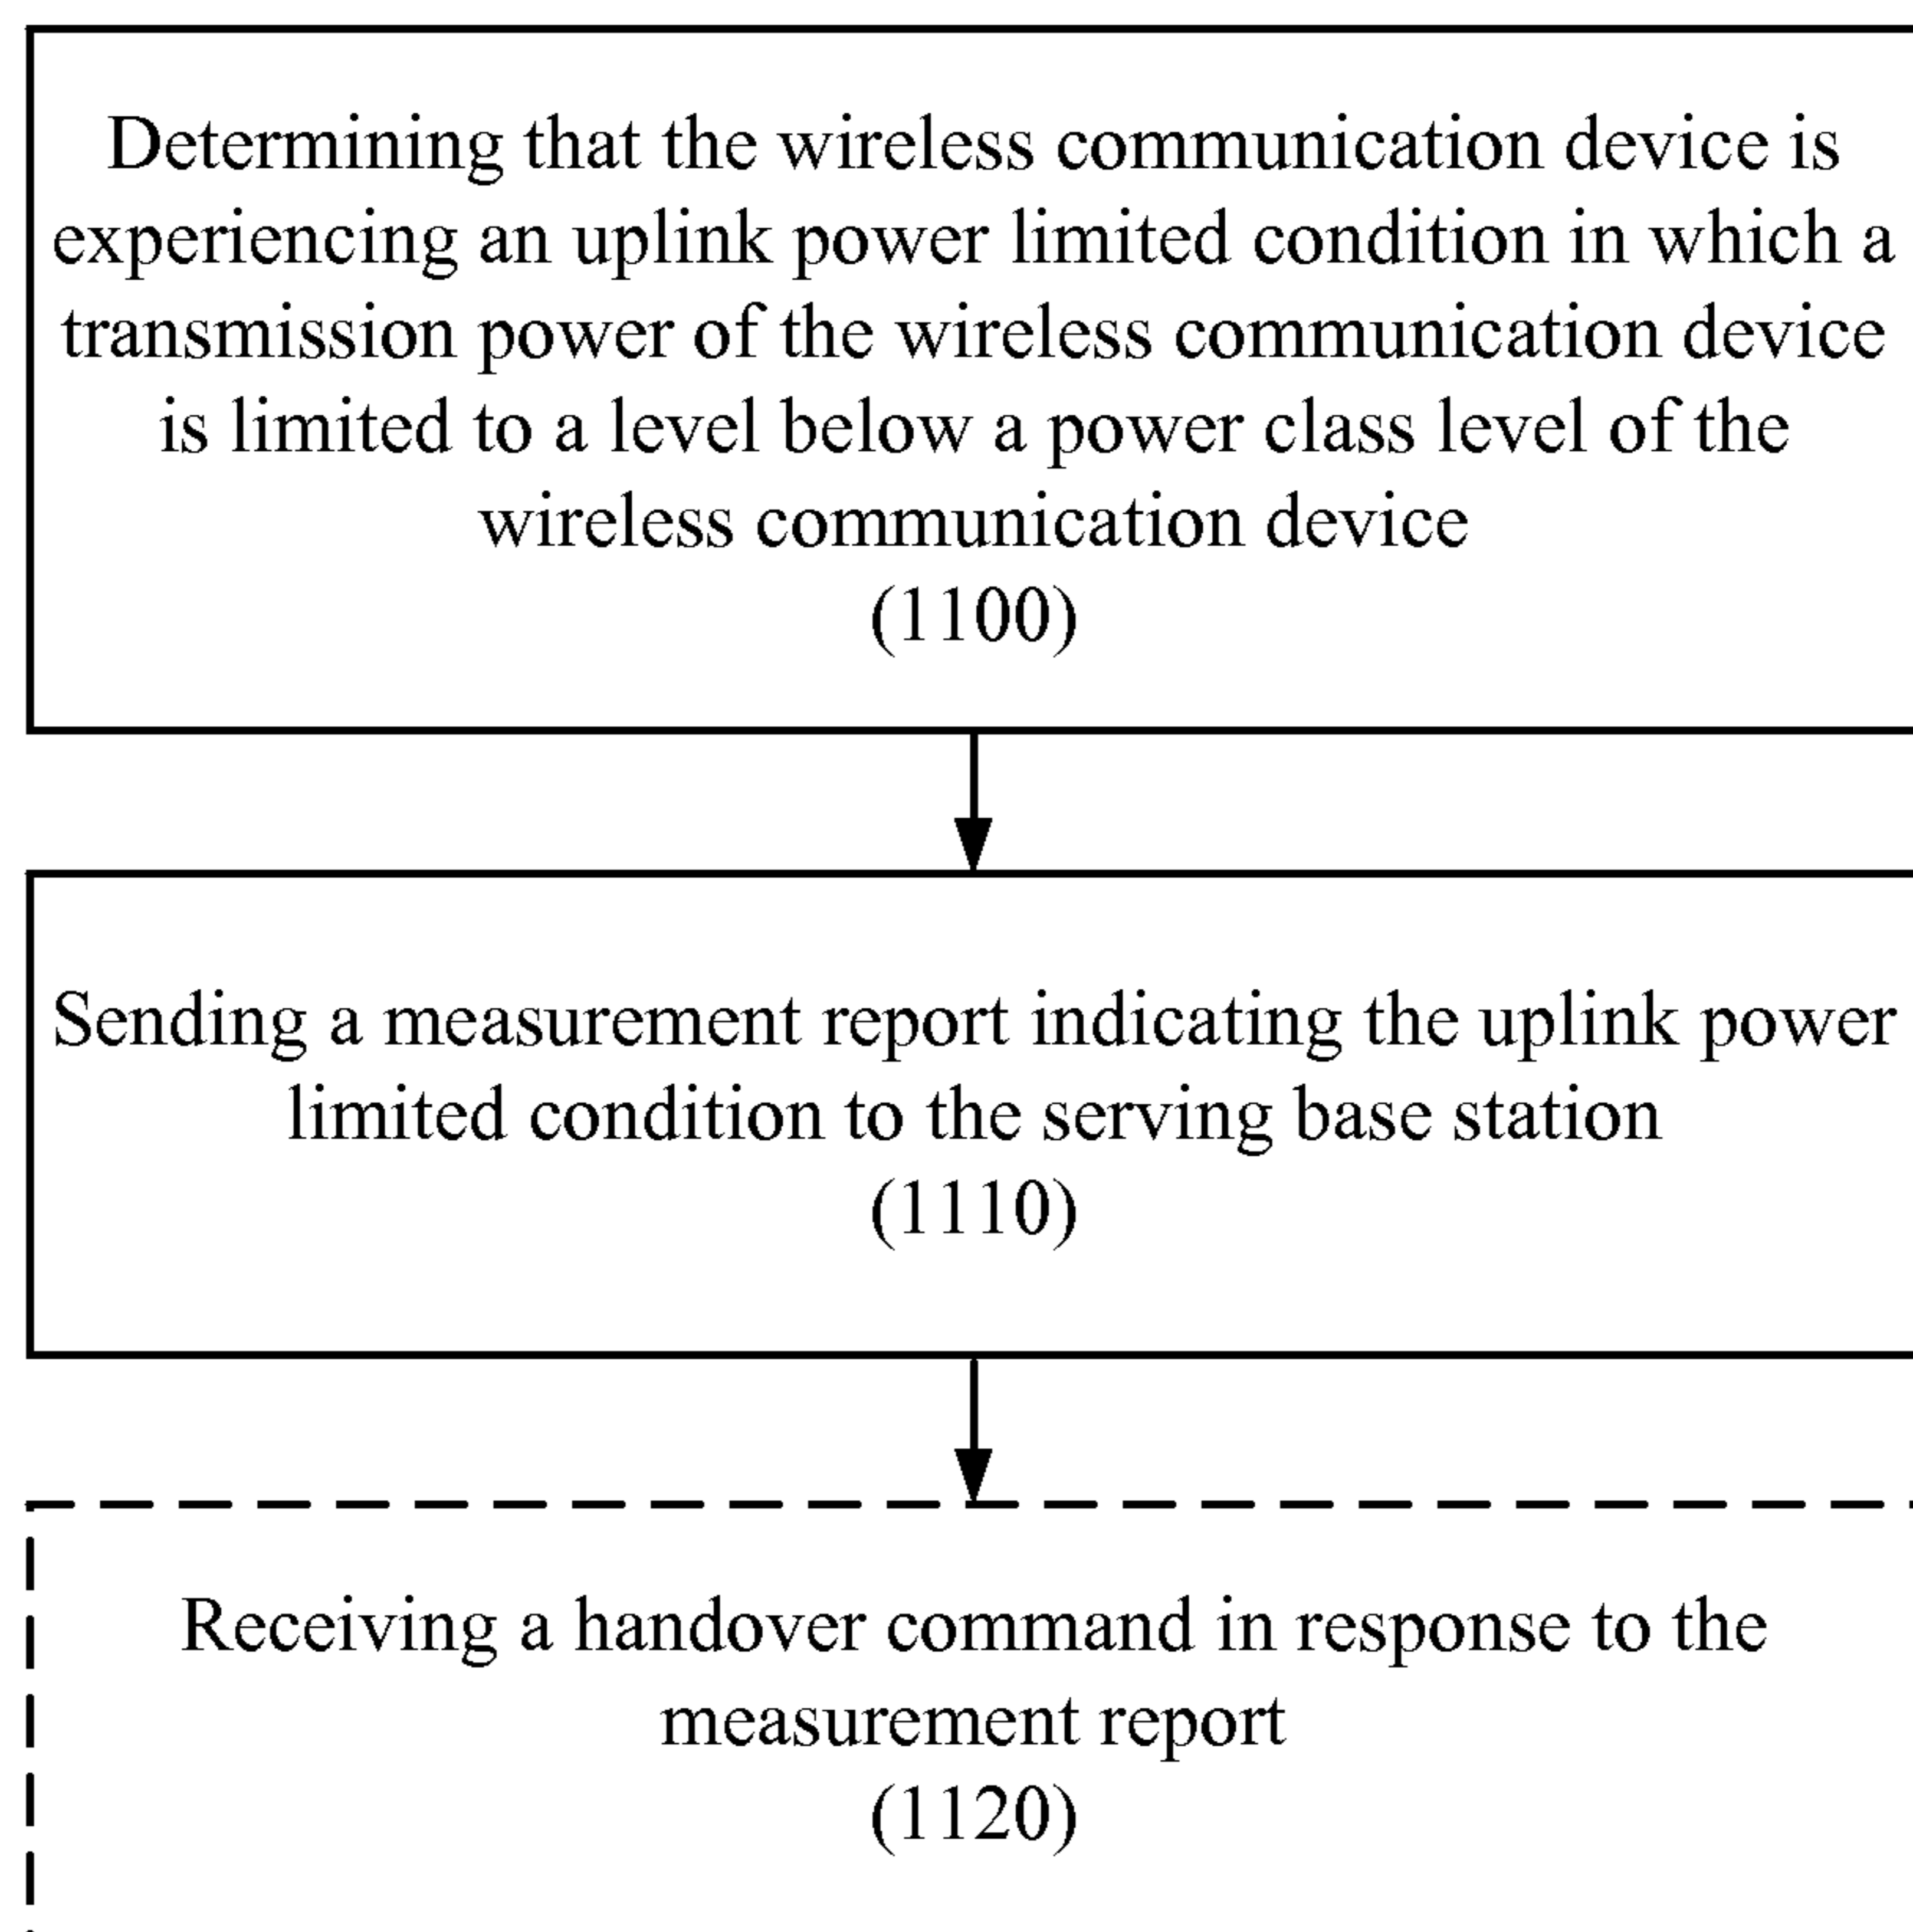 Determining that the wireless communication device is
experiencing an uplink power limited condition in which a
transmission power of the wireless communication device
is limited to a level below a power class level of the
wireless communication device
(1100)
Sending a measurement report indicating the uplink power
limited condition to the serving base station
(1110)
Receiving a handover command in response to the
measurement report
(1120)